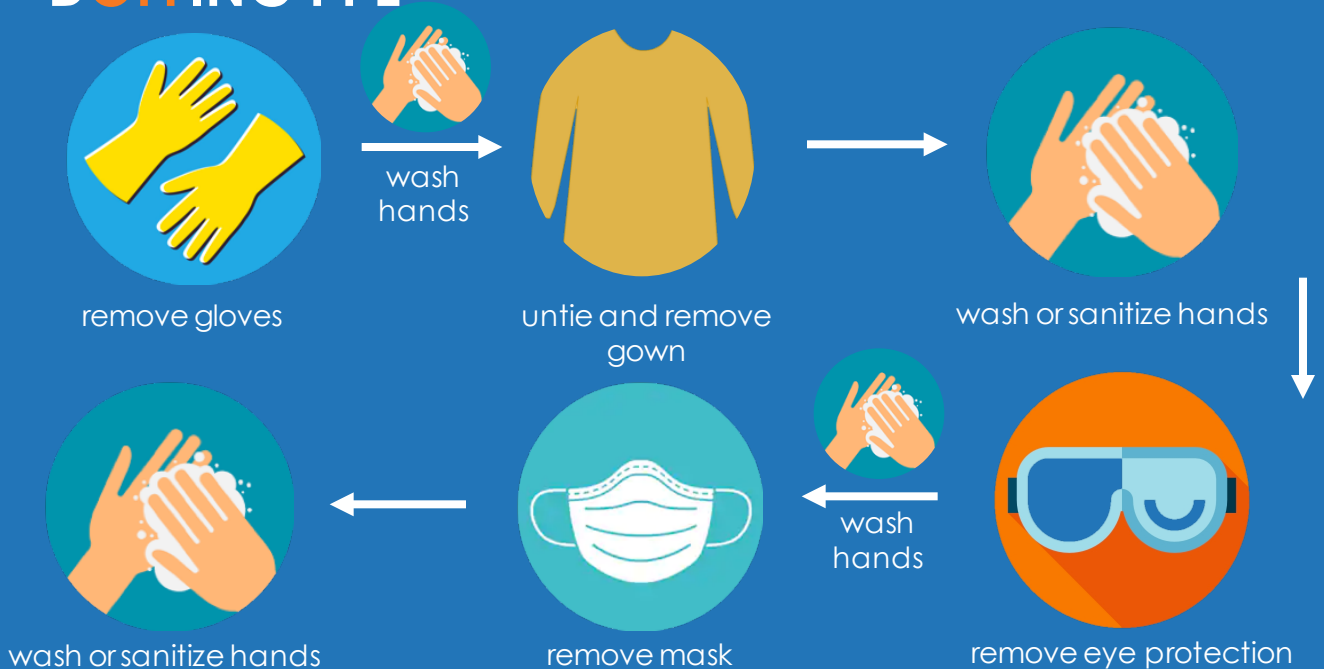 remove gloves
wash
hands
untie and remove
gown
wash or sanitize hands
remove eye protection
wash
hands
remove mask
wash or sanitize hands